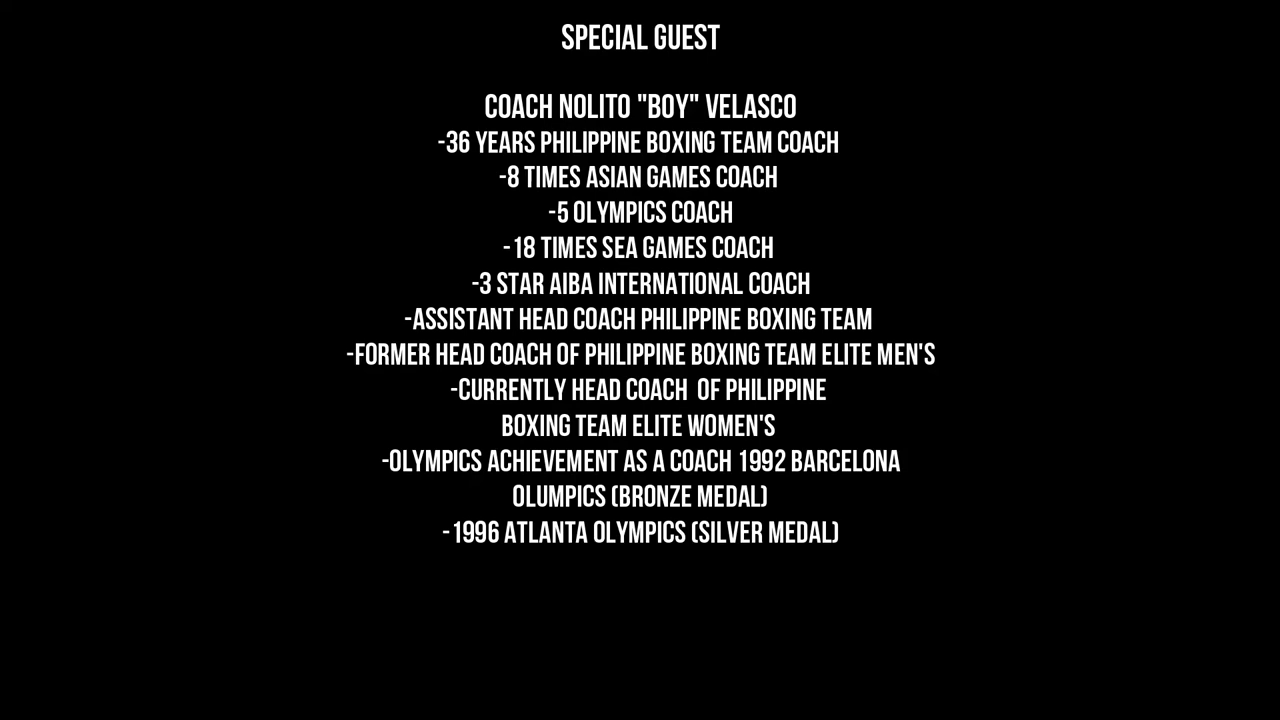 SPECIAL GUEST
COACH NOLITO "BOY" VELASCO
-36 YEARS PHILIPPINE BOXING TEAM COACH
-8 TIMES ASIAN GAMES COACH
-5 OLYMPICS COACH
-18 TIMES SEA GAMES COACH
-3 STAR AIBA INTERNATIONAL COACH
-ASSISTANT HEAD COACH PHILIPPINE BOXING TEAM
-FORMER HEAD COACH OF PHILIPPINE BOXING TEAM ELITE MEN'S
-CURRENTLY HEAD COACH  OF PHILIPPINE
BOXING TEAM ELITE WOMEN'S
-OLYMPICS ACHIEVEMENT AS A COACH 1992 BARCELONA
OLUMPICS (BRONZE MEDAL)
-1996 ATLANTA OLYMPICS (SILVER MEDAL)